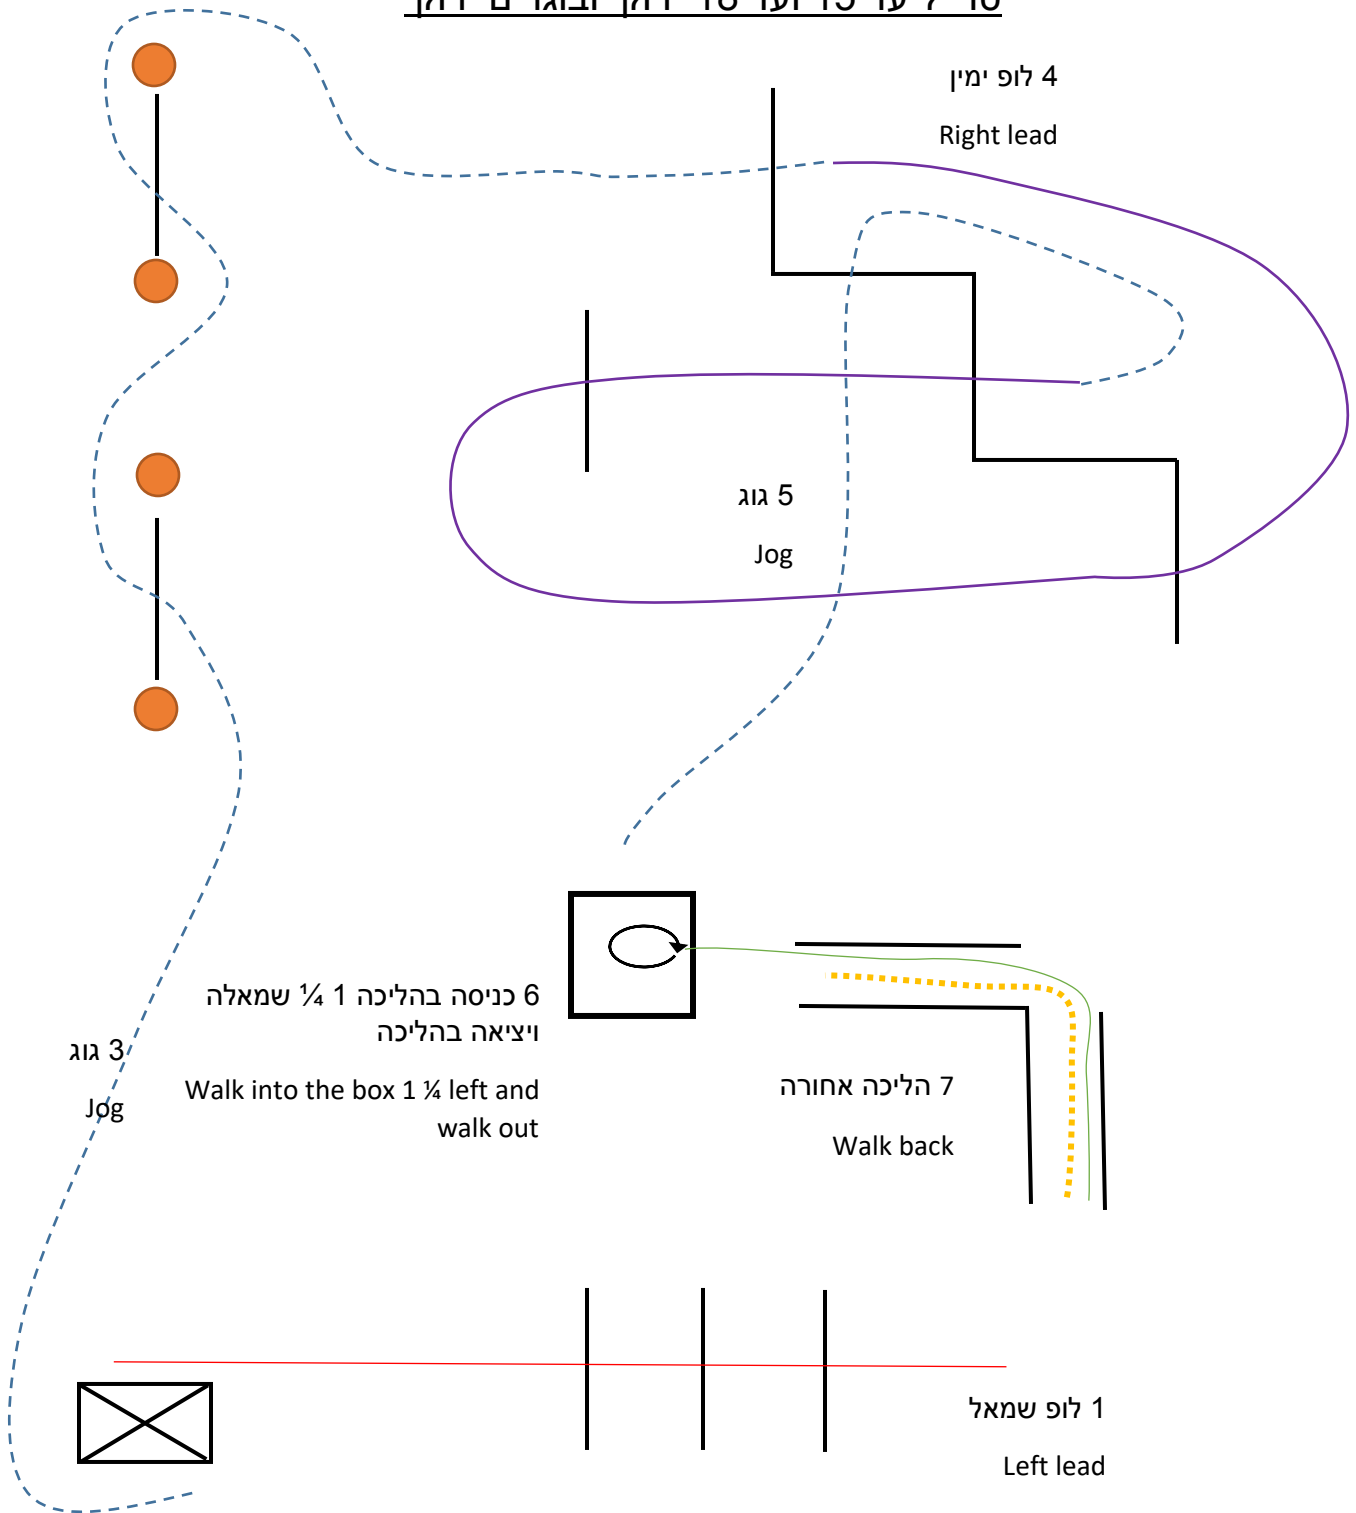 4 לופ ימין
Right lead
5 גוג
Jog
6 כניסה בהליכה 1 ¼ שמאלה
ויציאה בהליכה
Walk into the box 1 ¼ left and
walk out
3 גוג
Jog
7 הליכה אחורה
Walk back
1 לופ שמאל
Left lead